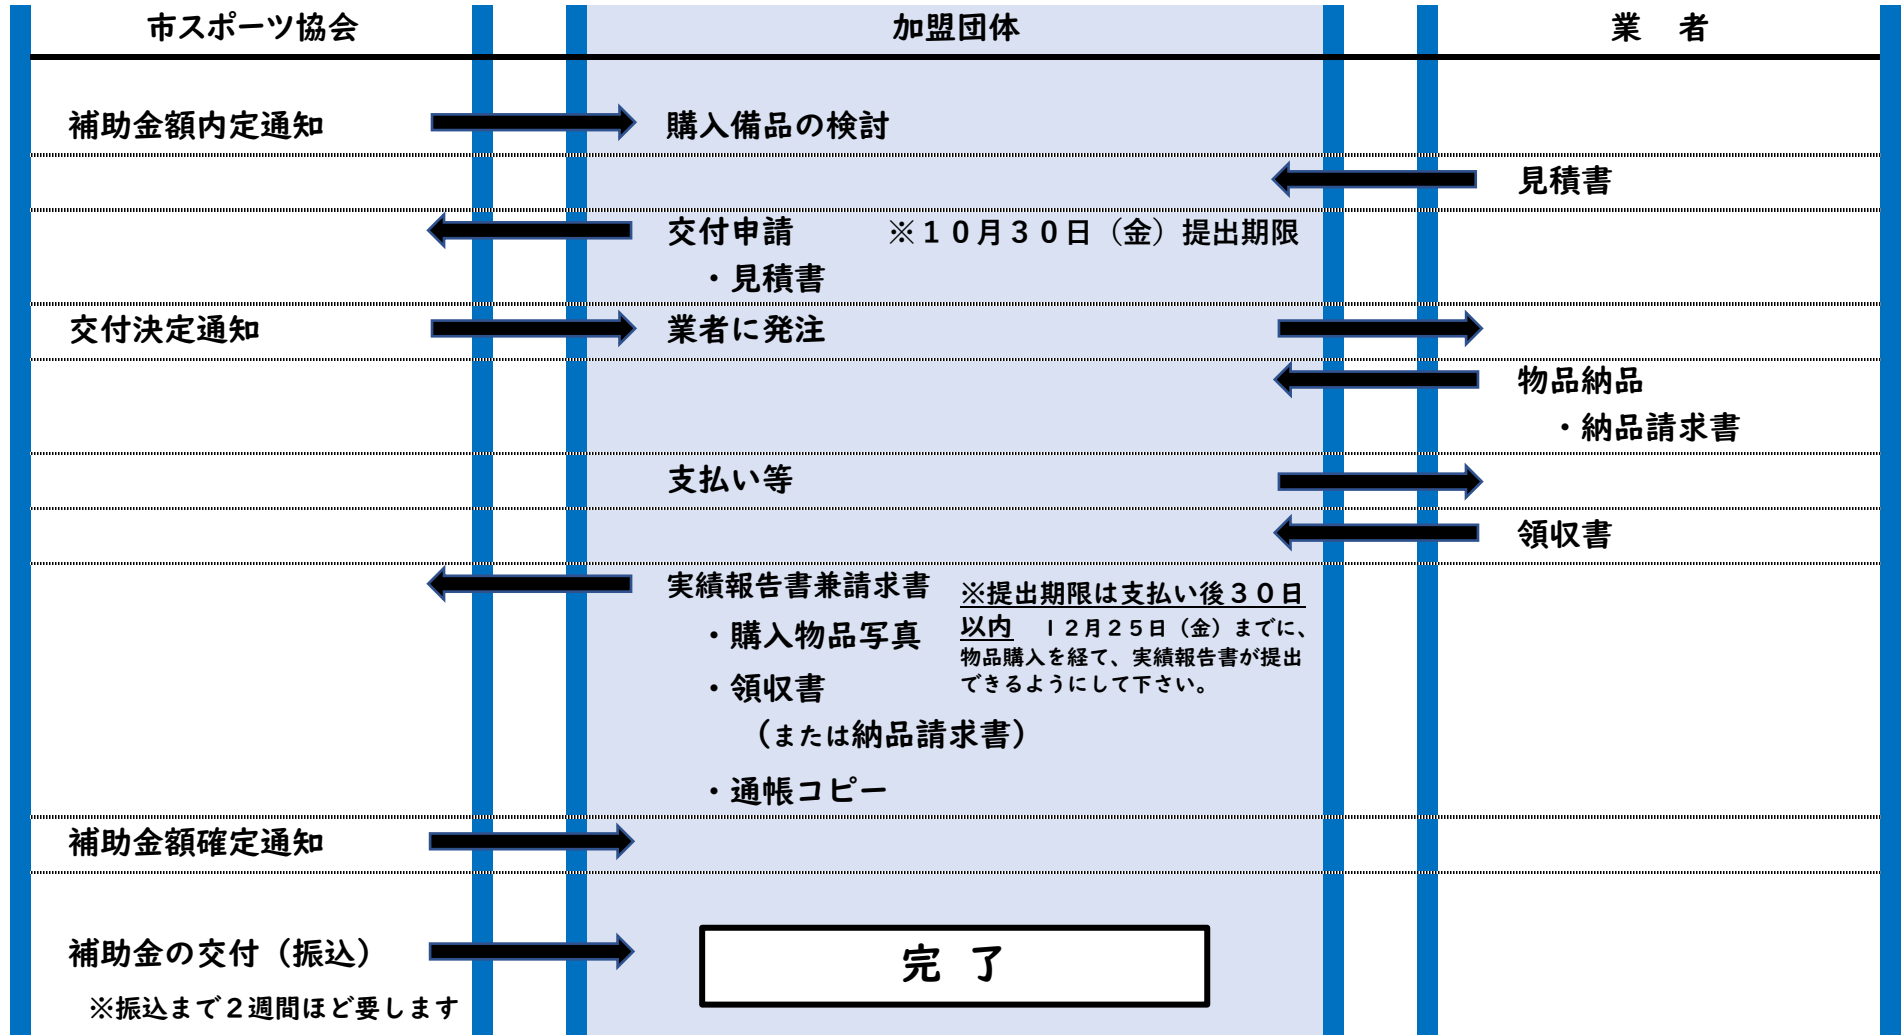 市スポーツ協会
加盟団体
業　者
補助金額内定通知
購入備品の検討
見積書
交付申請　　　※１０月３０日（金）提出期限
・見積書
交付決定通知
業者に発注
物品納品
・納品請求書
支払い等
領収書
実績報告書兼請求書
・購入物品写真
・領収書
（または納品請求書）
・通帳コピー
※提出期限は支払い後３０日
以内　１２月２５日（金）までに、
物品購入を経て、実績報告書が提出
できるようにして下さい。
補助金額確定通知
補助金の交付（振込）
※振込まで２週間ほど要します
完 了